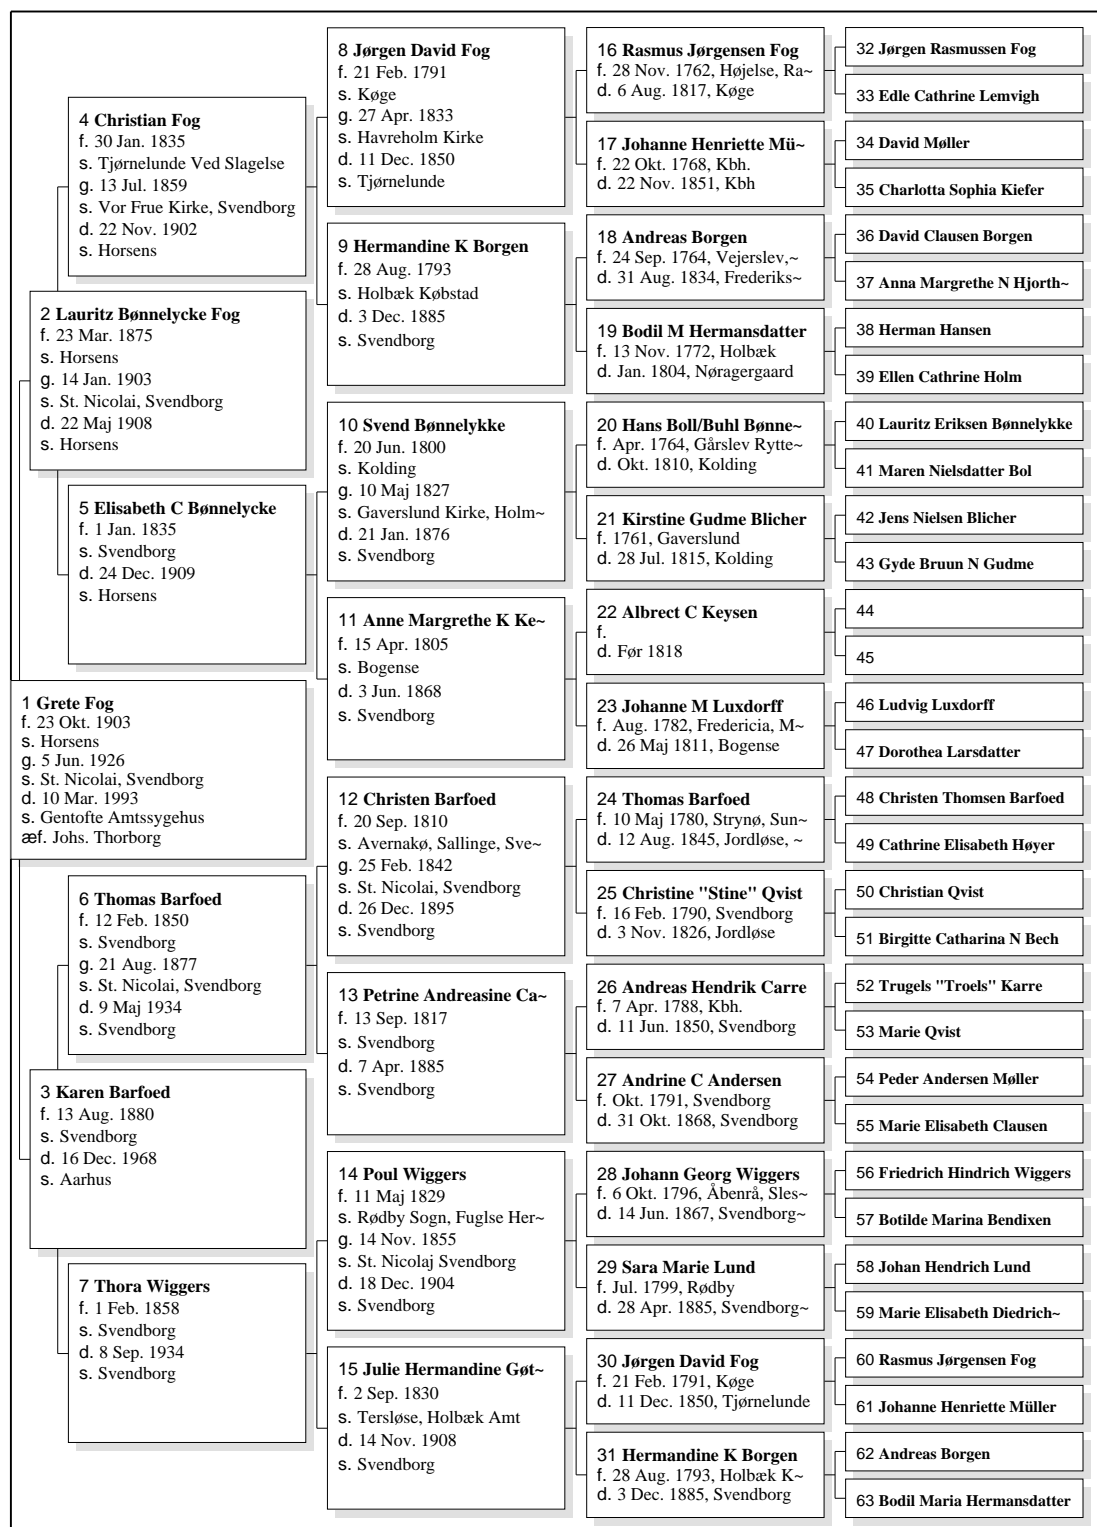 1 Grete Fog
f. 23 Okt. 1903
s. Horsens
g. 5 Jun. 1926
s. St. Nicolai, Svendborg
d. 10 Mar. 1993
s. Gentofte Amtssygehus
æf. Johs. Thorborg
2 Lauritz Bønnelycke Fog
f. 23 Mar. 1875
s. Horsens
g. 14 Jan. 1903
s. St. Nicolai, Svendborg
d. 22 Maj 1908
s. Horsens
3 Karen Barfoed
f. 13 Aug. 1880
s. Svendborg
d. 16 Dec. 1968
s. Aarhus
4 Christian Fog
f. 30 Jan. 1835
s. Tjørnelunde Ved Slagelse
g. 13 Jul. 1859
s. Vor Frue Kirke, Svendborg
d. 22 Nov. 1902
s. Horsens
5 Elisabeth C Bønnelycke
f. 1 Jan. 1835
s. Svendborg
d. 24 Dec. 1909
s. Horsens
6 Thomas Barfoed
f. 12 Feb. 1850
s. Svendborg
g. 21 Aug. 1877
s. St. Nicolai, Svendborg
d. 9 Maj 1934
s. Svendborg
7 Thora Wiggers
f. 1 Feb. 1858
s. Svendborg
d. 8 Sep. 1934
s. Svendborg
8 Jørgen David Fog
f. 21 Feb. 1791
s. Køge
g. 27 Apr. 1833
s. Havreholm Kirke
d. 11 Dec. 1850
s. Tjørnelunde
9 Hermandine K Borgen
f. 28 Aug. 1793
s. Holbæk Købstad
d. 3 Dec. 1885
s. Svendborg
10 Svend Bønnelykke
f. 20 Jun. 1800
s. Kolding
g. 10 Maj 1827
s. Gaverslund Kirke, Holm~
d. 21 Jan. 1876
s. Svendborg
11 Anne Margrethe K Ke~
f. 15 Apr. 1805
s. Bogense
d. 3 Jun. 1868
s. Svendborg
12 Christen Barfoed
f. 20 Sep. 1810
s. Avernakø, Sallinge, Sve~
g. 25 Feb. 1842
s. St. Nicolai, Svendborg
d. 26 Dec. 1895
s. Svendborg
13 Petrine Andreasine Ca~
f. 13 Sep. 1817
s. Svendborg
d. 7 Apr. 1885
s. Svendborg
14 Poul Wiggers
f. 11 Maj 1829
s. Rødby Sogn, Fuglse Her~
g. 14 Nov. 1855
s. St. Nicolaj Svendborg
d. 18 Dec. 1904
s. Svendborg
15 Julie Hermandine Gøt~
f. 2 Sep. 1830
s. Tersløse, Holbæk Amt
d. 14 Nov. 1908
s. Svendborg
16 Rasmus Jørgensen Fog
f. 28 Nov. 1762, Højelse, Ra~
d. 6 Aug. 1817, Køge
17 Johanne Henriette Mü~
f. 22 Okt. 1768, Kbh.
d. 22 Nov. 1851, Kbh
18 Andreas Borgen
f. 24 Sep. 1764, Vejerslev,~
d. 31 Aug. 1834, Frederiks~
19 Bodil M Hermansdatter
f. 13 Nov. 1772, Holbæk
d. Jan. 1804, Nøragergaard
20 Hans Boll/Buhl Bønne~
f. Apr. 1764, Gårslev Rytte~
d. Okt. 1810, Kolding
21 Kirstine Gudme Blicher
f. 1761, Gaverslund
d. 28 Jul. 1815, Kolding
22 Albrect C Keysen
f.
d. Før 1818
23 Johanne M Luxdorff
f. Aug. 1782, Fredericia, M~
d. 26 Maj 1811, Bogense
24 Thomas Barfoed
f. 10 Maj 1780, Strynø, Sun~
d. 12 Aug. 1845, Jordløse, ~
25 Christine "Stine" Qvist
f. 16 Feb. 1790, Svendborg
d. 3 Nov. 1826, Jordløse
26 Andreas Hendrik Carre
f. 7 Apr. 1788, Kbh.
d. 11 Jun. 1850, Svendborg
27 Andrine C Andersen
f. Okt. 1791, Svendborg
d. 31 Okt. 1868, Svendborg
28 Johann Georg Wiggers
f. 6 Okt. 1796, Åbenrå, Sles~
d. 14 Jun. 1867, Svendborg~
29 Sara Marie Lund
f. Jul. 1799, Rødby
d. 28 Apr. 1885, Svendborg~
30 Jørgen David Fog
f. 21 Feb. 1791, Køge
d. 11 Dec. 1850, Tjørnelunde
31 Hermandine K Borgen
f. 28 Aug. 1793, Holbæk K~
d. 3 Dec. 1885, Svendborg
32 Jørgen Rasmussen Fog
33 Edle Cathrine Lemvigh
34 David Møller
35 Charlotta Sophia Kiefer
36 David Clausen Borgen
37 Anna Margrethe N Hjorth~
38 Herman Hansen
39 Ellen Cathrine Holm
40 Lauritz Eriksen Bønnelykke
41 Maren Nielsdatter Bol
42 Jens Nielsen Blicher
43 Gyde Bruun N Gudme
44
45
46 Ludvig Luxdorff
47 Dorothea Larsdatter
48 Christen Thomsen Barfoed
49 Cathrine Elisabeth Høyer
50 Christian Qvist
51 Birgitte Catharina N Bech
52 Trugels "Troels" Karre
53 Marie Qvist
54 Peder Andersen Møller
55 Marie Elisabeth Clausen
56 Friedrich Hindrich Wiggers
57 Botilde Marina Bendixen
58 Johan Hendrich Lund
59 Marie Elisabeth Diedrich~
60 Rasmus Jørgensen Fog
61 Johanne Henriette Müller
62 Andreas Borgen
63 Bodil Maria Hermansdatter